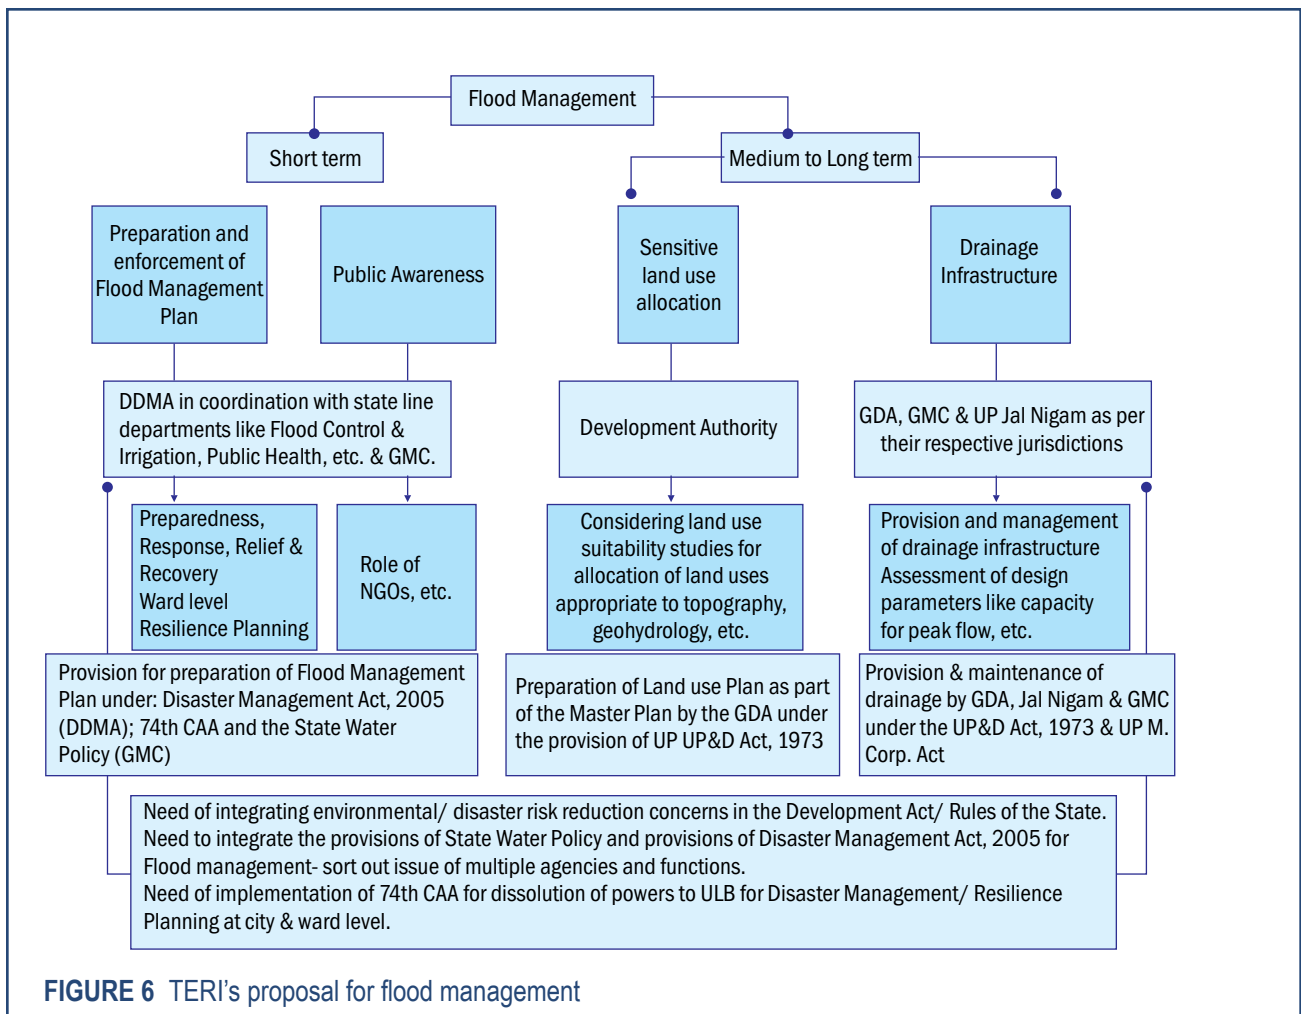 Flood Management
Short term
Medium to Long term
Preparation and
enforcement of
Flood Management
Plan
Public Awareness
Sensitive
land use
allocation
Drainage
Infrastructure
DDMA in coordination with state line
departments like Flood Control &
Irrigation, Public Health, etc. & GMC.
Development Authority
GDA, GMC & UP Jal Nigam as per
their respective jurisdictions
Preparedness,
Response, Relief &
Recovery
Ward level
Resilience Planning
Role of
NGOs, etc.
Considering land use
suitability studies for
allocation of land uses
appropriate to topography,
geohydrology, etc.
Provision and management
of drainage infrastructure
Assessment of design
parameters like capacity
for peak flow, etc.
Provision for preparation of Flood Management
Plan under: Disaster Management Act, 2005
(DDMA); 74th CAA and the State Water
Policy (GMC)
Preparation of Land use Plan as part
of the Master Plan by the GDA under
the provision of UP UP&D Act, 1973
Provision & maintenance of
drainage by GDA, Jal Nigam & GMC
under the UP&D Act, 1973 & UP M.
Corp. Act
Need of integrating environmental/ disaster risk reduction concerns in the Development Act/ Rules of the State.
Need to integrate the provisions of State Water Policy and provisions of Disaster Management Act, 2005 for
Flood management- sort out issue of multiple agencies and functions.
Need of implementation of 74th CAA for dissolution of powers to ULB for Disaster Management/ Resilience
Planning at city & ward level.
FIGURE 6 TERI's proposal for flood management